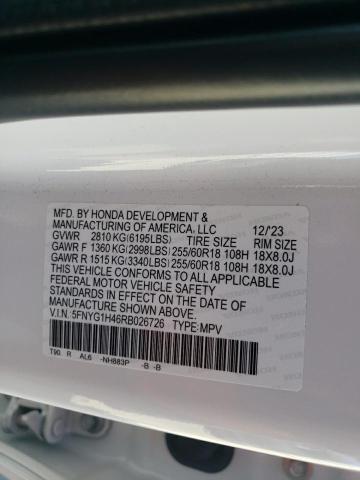 MFD. BY HONDA DEVELOPMENT &
MANUFACTURING OF AMERICA, LLC 12/'23
GVWR 2810 KG(6195LBS) TIRE SIZE RIM SIZE
GAWR F 1360 KG(2998LBS) 255/60R18 108H 18X8.0J
GAWR R 1515 KG(3340LBS) 255/60R18 108H 18X8.0J
THIS VEHICLE CONFORMS TO ALL APPLICABLE
FEDERAL MOTOR VEHICLE SAFETY
STANDARDS IN EFFECT ON THE DATE OF
MANUFACTURE SHOWN ABOVE.
V.I.N. 5FNYG1H46RB026726 TYPE:MPV
T90 R AL6 -NH883P -B -B